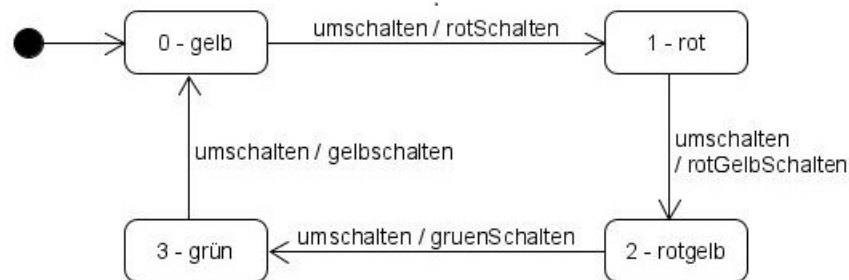 0 - gelb
umschalten / rotSchalten
1 - rot
umschalten / gelbschalten
umschalten
/ rotGelbSchalten
3 - grün
umschalten / gruenSchalten
2 - rotgelb